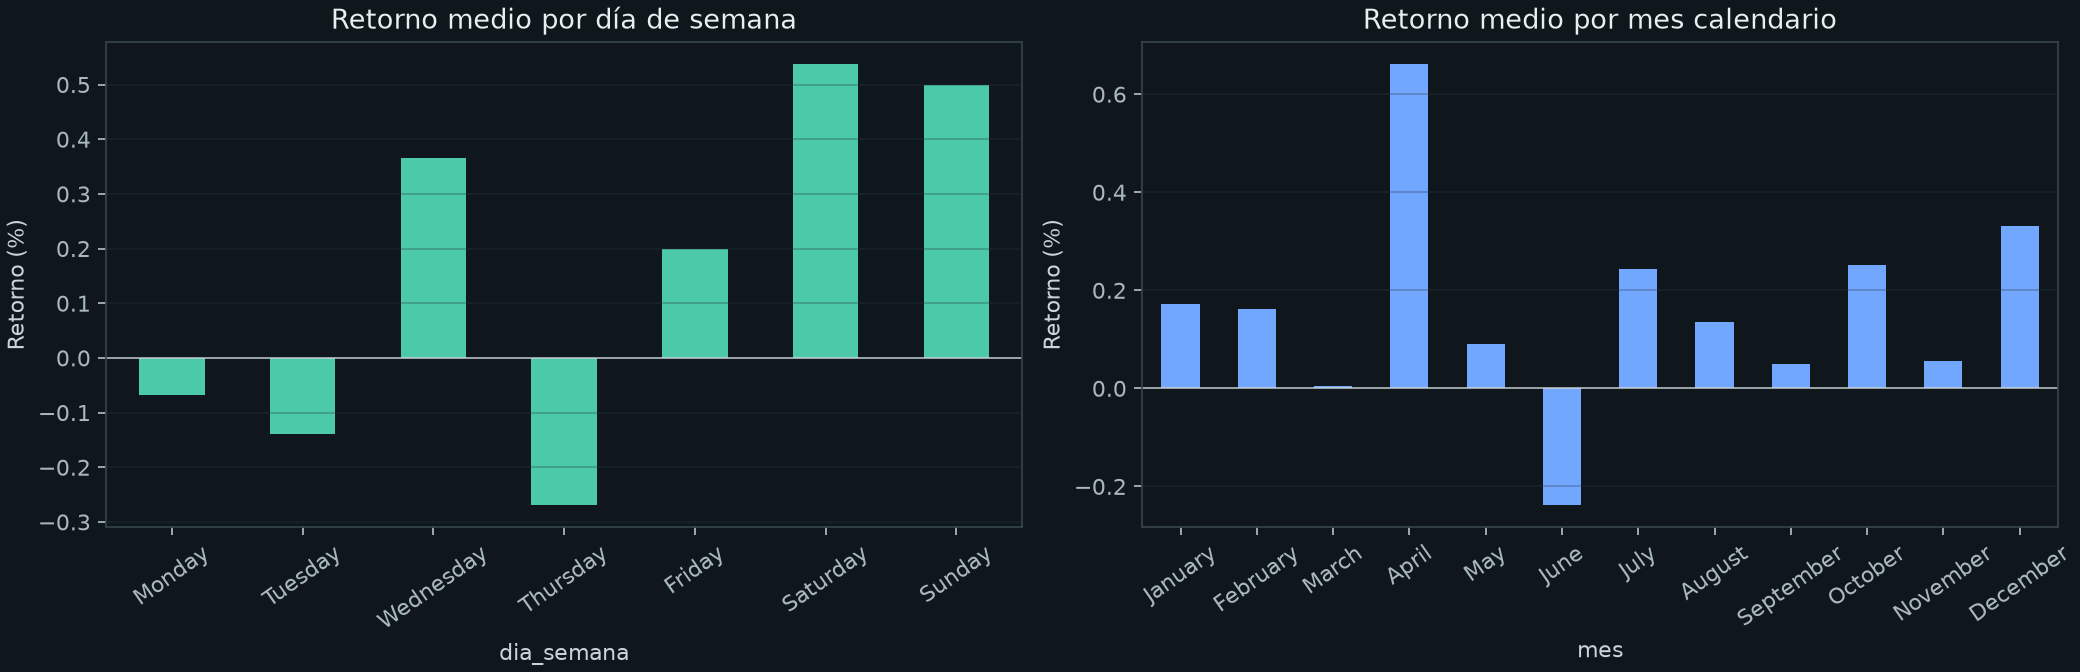 Retorno medio por día de semana
Retorno (%)
0.5
0.4
0.3
0.2
0.1
0.0
−0.1
−0.2
−0.3
Monday
Tuesday
Wednesday
Thursday
Friday
Saturday
Sunday
dia_semana
Retorno medio por mes calendario
Retorno (%)
0.6
0.4
0.2
0.0
−0.2
January
February
March
April
May
June
July
August
September
October
November
December
mes